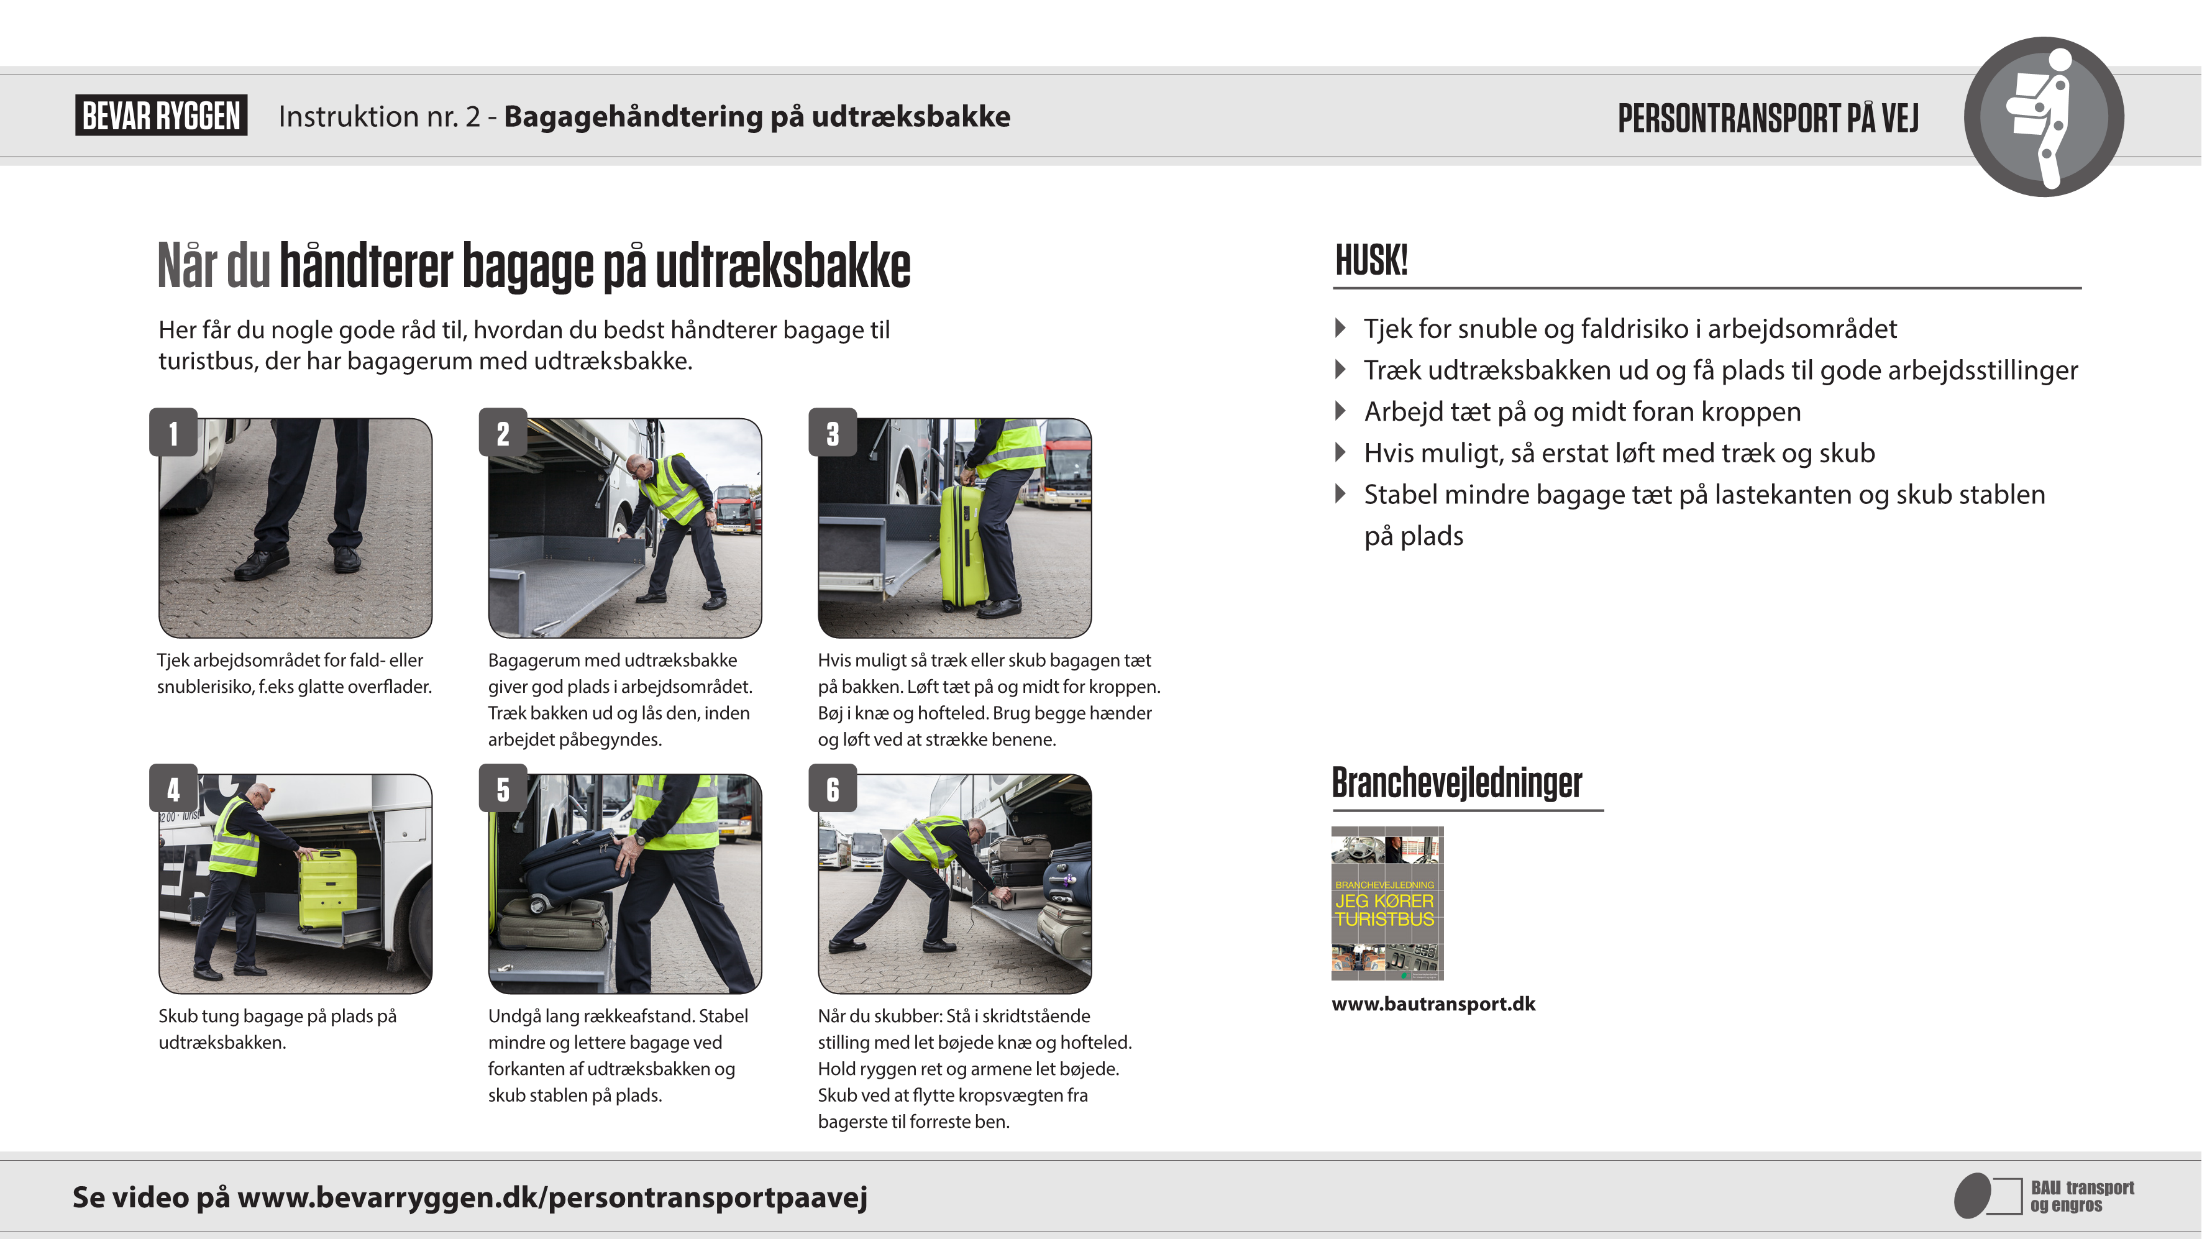 BEVAR RYGGEN
Instruktion nr. 2 - Bagagehåndtering på udtræksbakke
PERSONTRANSPORT PÅ VEJ
Når du håndterer bagage på udtræksbakke
Her får du nogle gode råd til, hvordan du bedst håndterer bagage til
turistbus, der har bagagerum med udtræksbakke.
1
Tjek arbejdsområdet for fald- eller
snublerisiko, f.eks glatte overflader.
2
Bagagerum med udtræksbakke
giver god plads i arbejdsområdet.
Træk bakken ud og lås den, inden
arbejdet påbegyndes.
3
Hvis muligt så træk eller skub bagagen tæt
på bakken. Løft tæt på og midt for kroppen.
Bøj i knæ og hofteled. Brug begge hænder
og løft ved at strække benene.
4
Skub tung bagage på plads på
udtræksbakken.
5
Undgå lang rækkeafstand. Stabel
mindre og lettere bagage ved
forkanten af udtræksbakken og
skub stablen på plads.
6
Når du skubber: Stå i skridtstående
stilling med let bøjede knæ og hofteled.
Hold ryggen ret og armene let bøjede.
Skub ved at flytte kropsvægten fra
bagerste til forreste ben.
HUSK!
Tjek for snuble og faldrisiko i arbejdsområdet
Træk udtræksbakken ud og få plads til gode arbejdsstillinger
Arbejd tæt på og midt foran kroppen
Hvis muligt, så erstat løft med træk og skub
Stabel mindre bagage tæt på lastekanten og skub stablen
på plads
Branchevejledninger
BRANCHEVEJLEDNING
JEG KØRER
TURISTBUS
www.bautransport.dk
Se video på www.bevarryggen.dk/persontransportpaavej
BAU transport
og engros